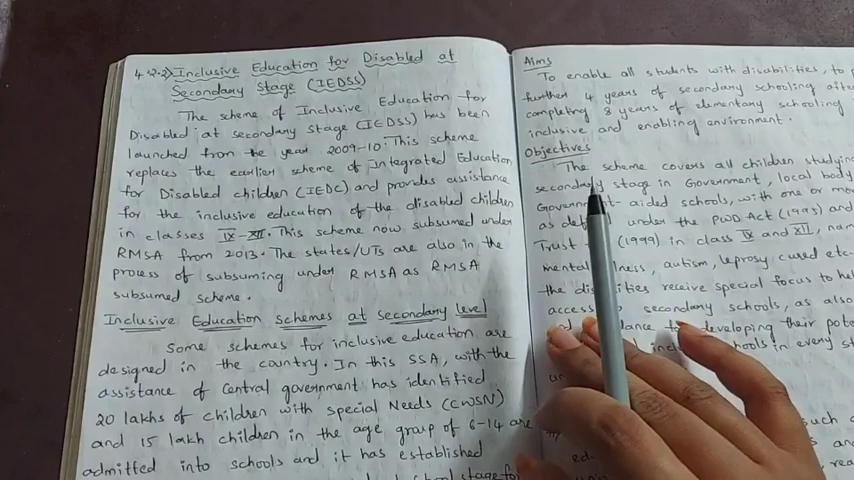 4.2.2) Inclusive Education for Disabled at
Secondary Stage (IEDSS)
The scheme of Inclusive Education for
Disabled at secondary Stage (IEDSS) has been
launched from the year 2009-10. This scheme
replaces the earlier scheme of Integrated Education
for Disabled children (IEDC) and provides assistance
for the inclusive education of the disabled children
in classes IX-XII. This scheme now subsumed under
RMSA from 2013. The states/UTs are also in the
process of subsuming under RMSA as RMSA
subsumed scheme.
Inclusive Education schemes at secondary level
Some schemes for inclusive education are
designed in the country. In this SSA, with the
assistance of Central government has identified
20 lakhs of children with special Needs (CWSN)
and 15 lakh children in the age group of 6-14 are
admitted into schools and it has established
school stage for
Aims
To enable all students with disabilities, to
further 4 years of secondary schooling after
completing 8 years of elementary schooling
inclusive and enabling environment.
Objectives
The scheme covers all children studying
secondary stage in Government, local body
Government-aided schools, with one or more
as under the PWD Act (1995) and
Trust (1999) in class IX and XII,
mental illness, autism, leprosy cured etc-
the disabilities receive special focus to help
access secondary schools, as also
developing their
schools in every
such
and
ed